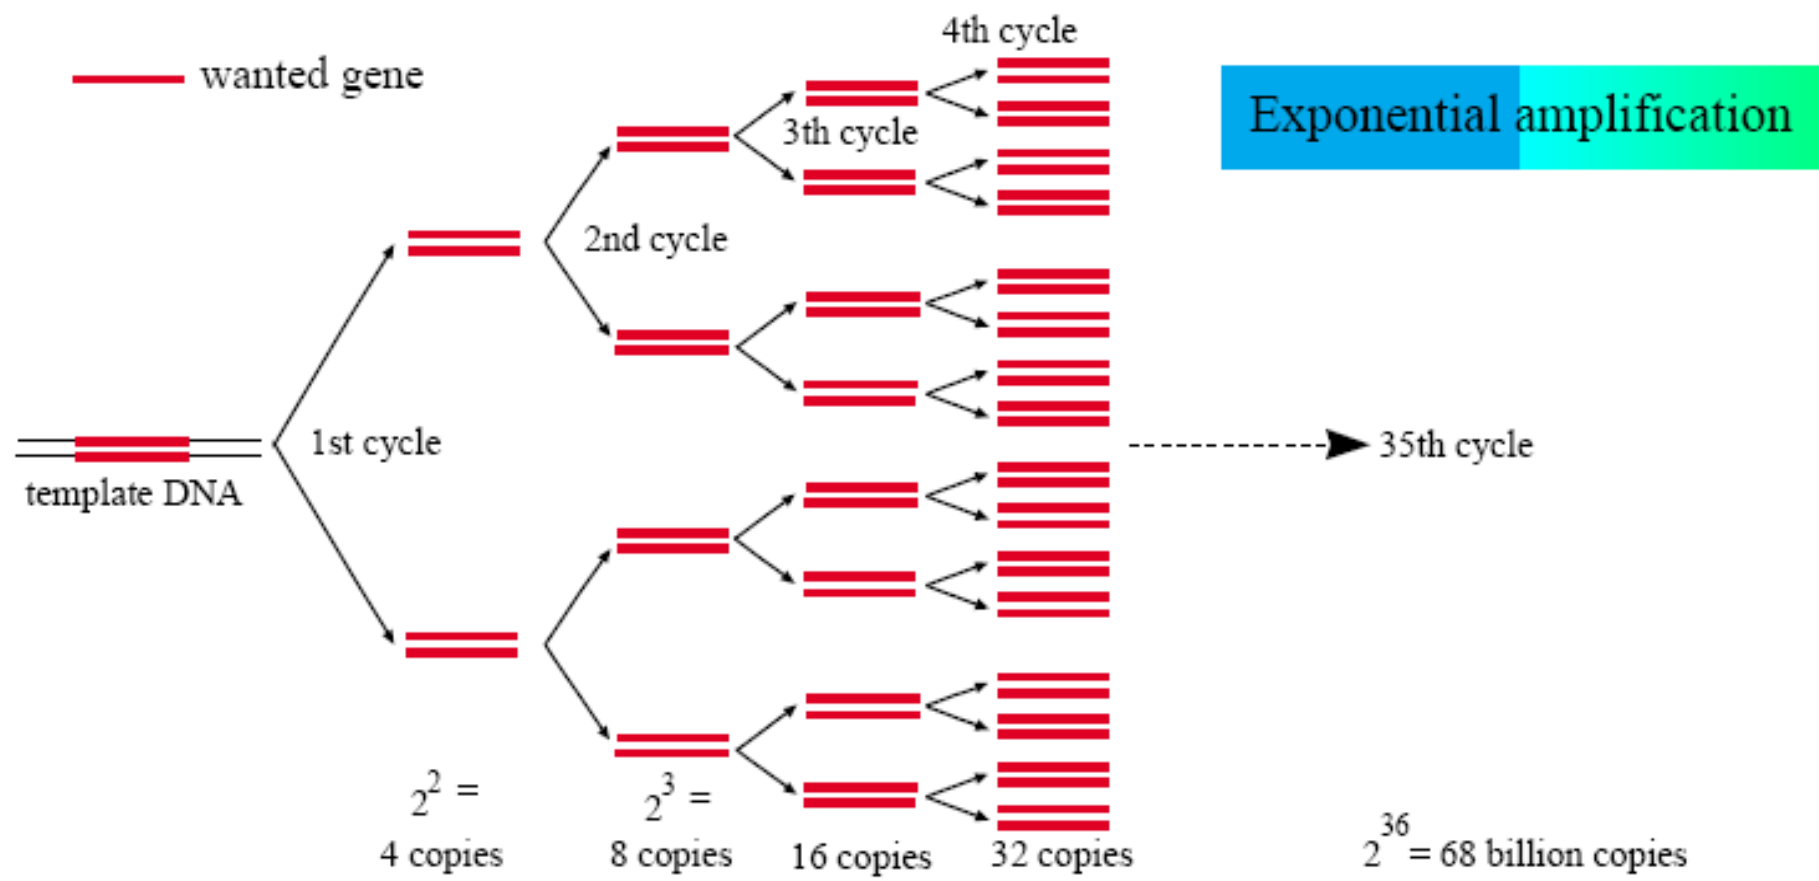 4th cycle
wanted gene
Exponential amplification
3th cycle
2nd cycle
1st cycle
35th cycle
template DNA
2^2 =
4 copies
2^3 =
8 copies
16 copies
32 copies
2^36 = 68 billion copies